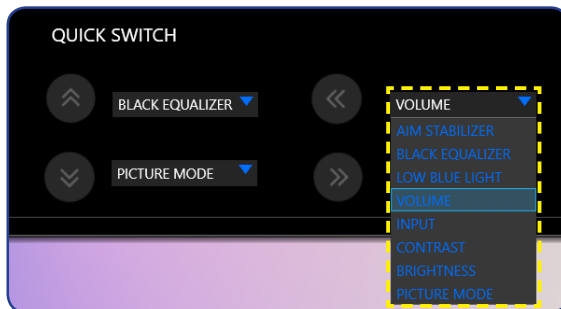 QUICK SWITCH
BLACK EQUALIZER
PICTURE MODE
VOLUME
AIM STABILIZER
BLACK EQUALIZER
LOW BLUE LIGHT
VOLUME
INPUT
CONTRAST
BRIGHTNESS
PICTURE MODE